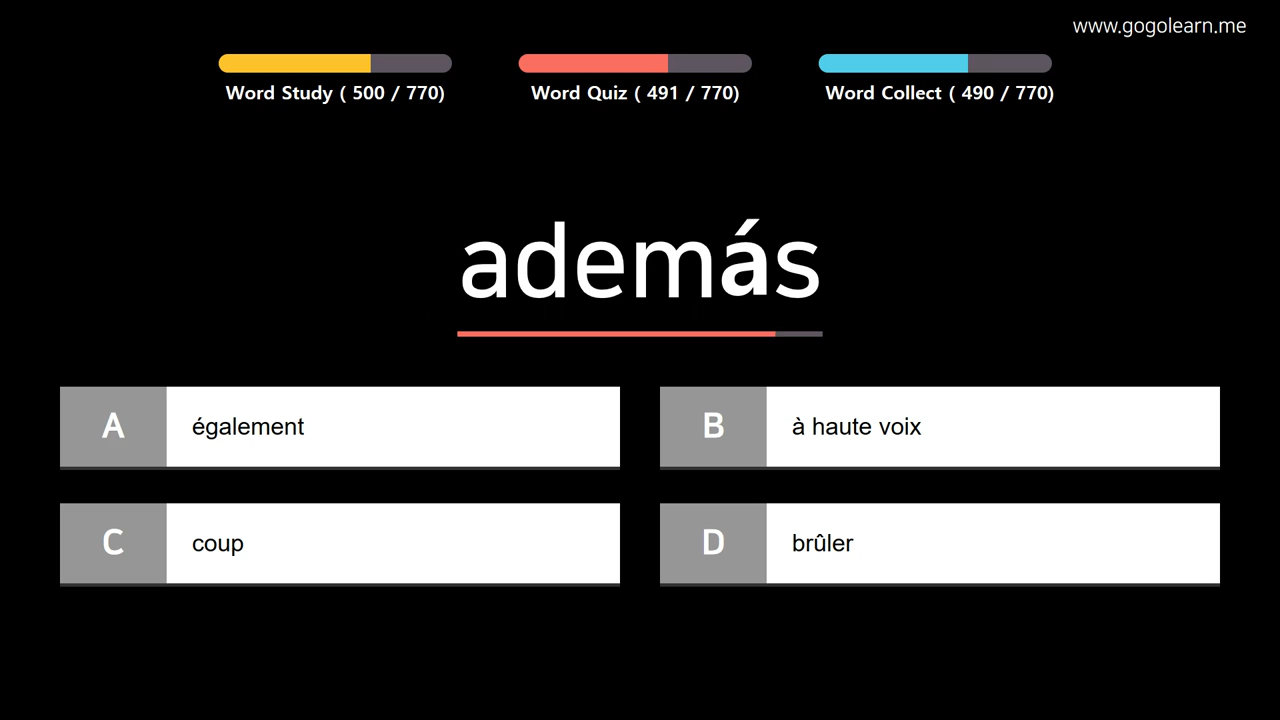 www.gogolearn.me
Word Study ( 500 / 770)
Word Quiz ( 491 / 770)
Word Collect ( 490 / 770)
además
A
également
B
à haute voix
C
coup
D
brûler